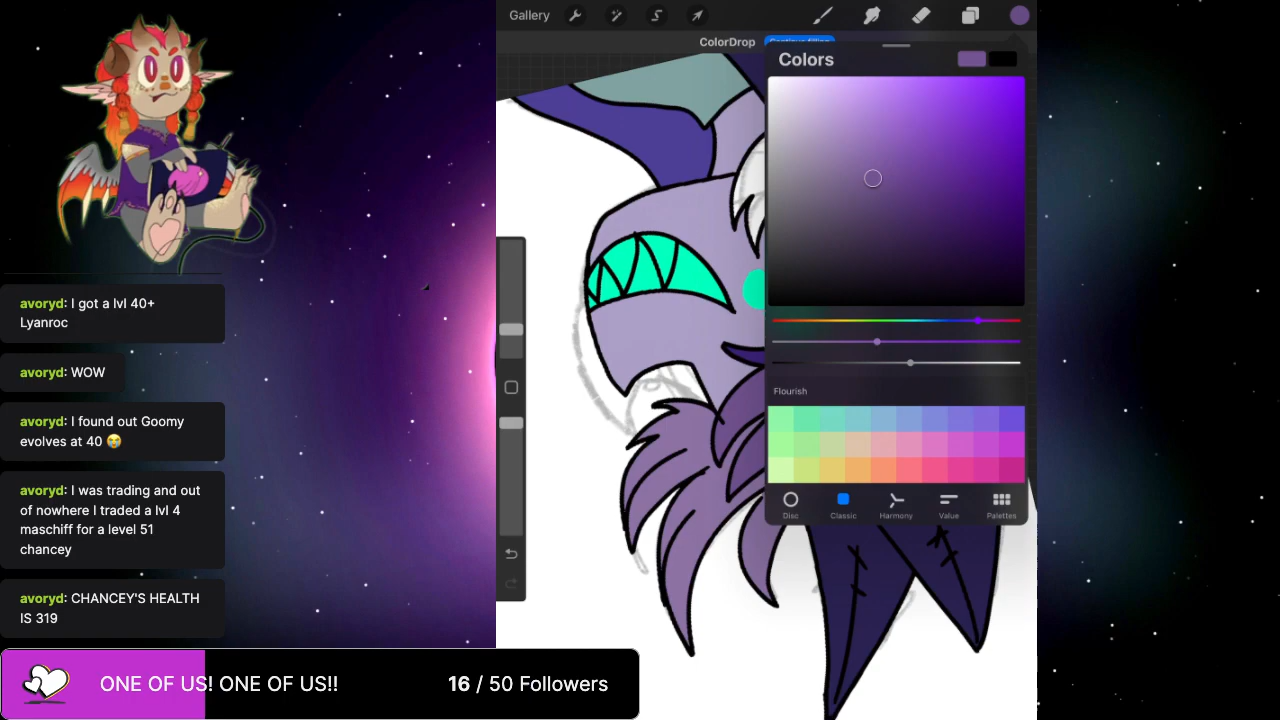 Gallery
ColorDrop
Continue filling
Colors
avoryd: I got a lvl 40+
Lyanroc
avoryd: WOW
avoryd: I found out Goomy
evolves at 40 😭
avoryd: I was trading and out
of nowhere I traded a lvl 4
maschiff for a level 51
chancey
avoryd: CHANCEY'S HEALTH
IS 319
Flourish
Disc
Classic
Harmony
Value
Palettes
ONE OF US! ONE OF US!!
16 / 50 Followers